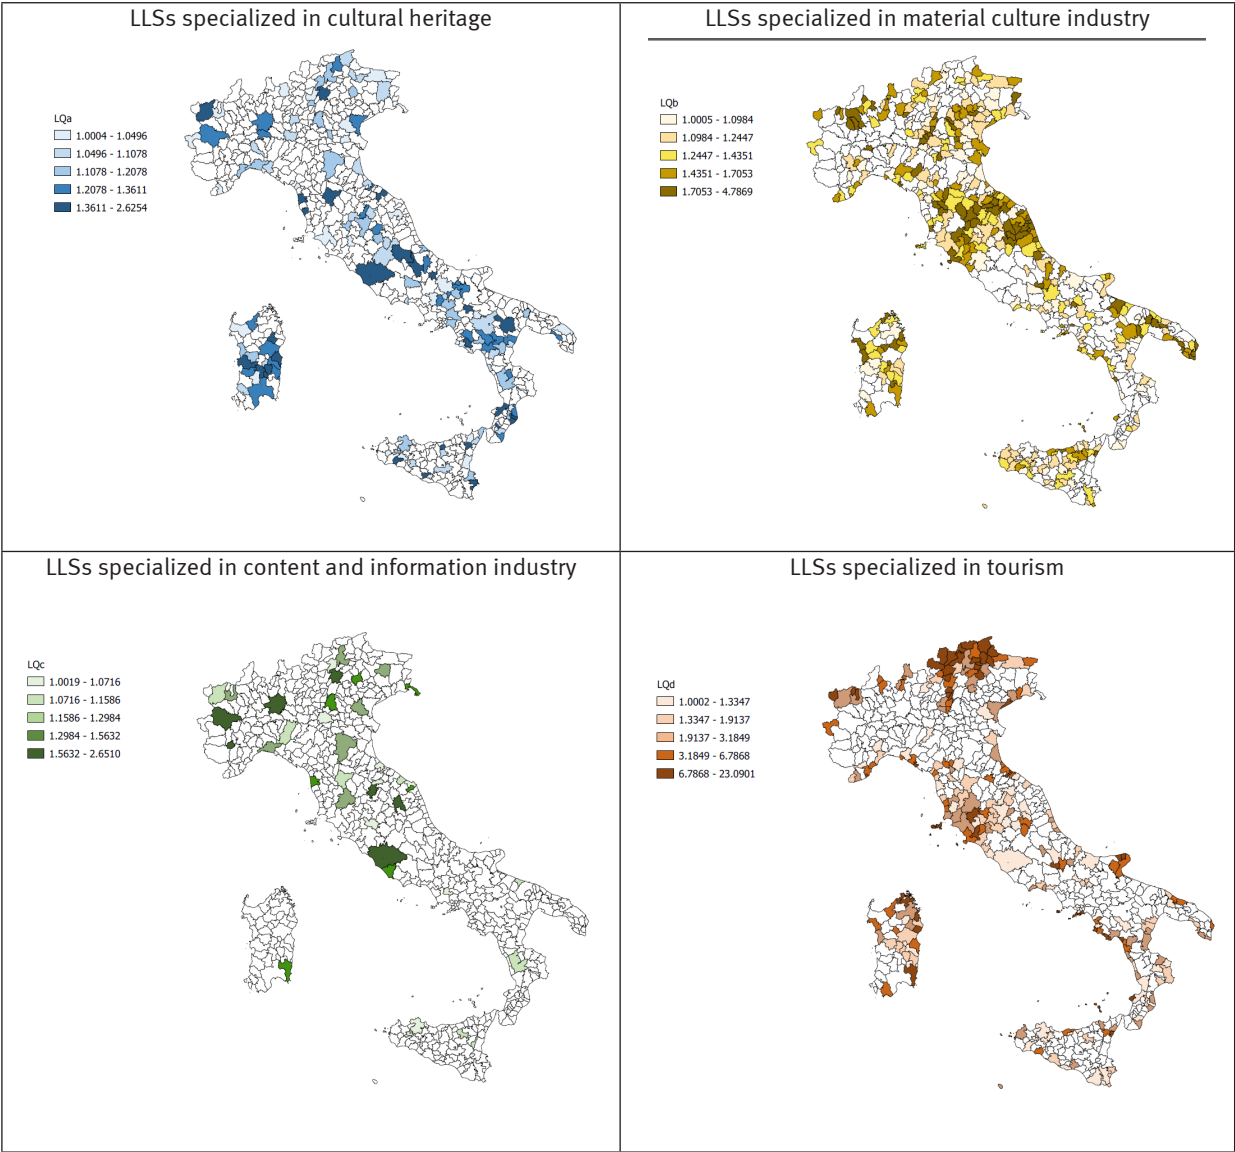 LLSs specialized in cultural heritage
LQa
1.0004 - 1.0496
1.0496 - 1.1078
1.1078 - 1.2078
1.2078 - 1.3611
1.3611 - 2.6254
LLSs specialized in material culture industry
LQb
1.0005 - 1.0984
1.0984 - 1.2447
1.2447 - 1.4351
1.4351 - 1.7053
1.7053 - 4.7869
LLSs specialized in content and information industry
LQc
1.0019 - 1.0716
1.0716 - 1.1586
1.1586 - 1.2984
1.2984 - 1.5632
1.5632 - 2.6510
LLSs specialized in tourism
LQd
1.0002 - 1.3347
1.3347 - 1.9137
1.9137 - 3.1849
3.1849 - 6.7868
6.7868 - 23.0901